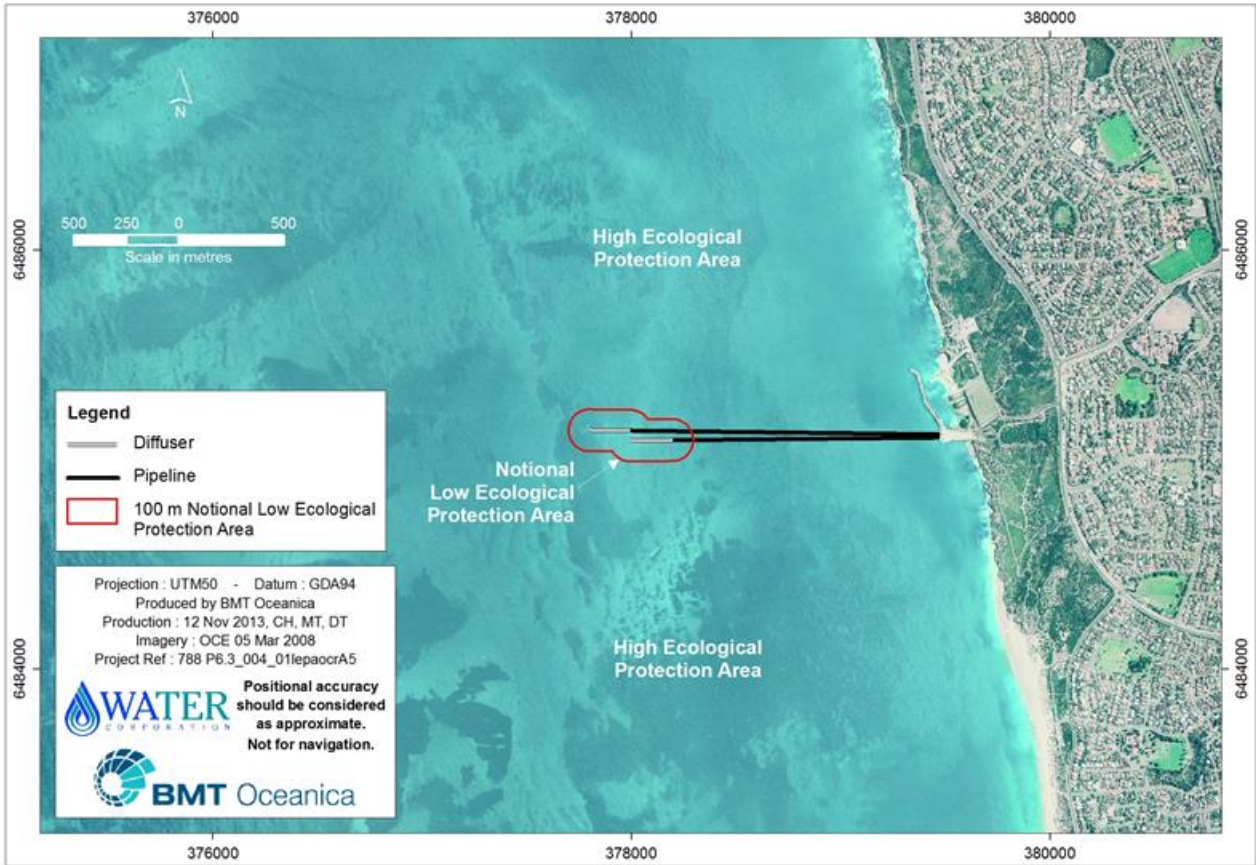 376000 378000 380000
N
500 250 0 500
Scale in metres
6486000
6486000
High Ecological
Protection Area
Legend
Diffuser
Pipeline
100 m Notional Low Ecological
Protection Area
Notional
Low Ecological
Protection Area
High Ecological
Protection Area
6484000
6484000
Projection : UTM50 - Datum : GDA94
Produced by BMT Oceanica
Production : 12 Nov 2013, CH, MT, DT
Imagery : OCE 05 Mar 2008
Project Ref : 788 P6.3_004_01lepaocrA5
WATER
CORPORATION
Positional accuracy
should be considered
as approximate.
Not for navigation.
BMT Oceanica
376000 378000 380000